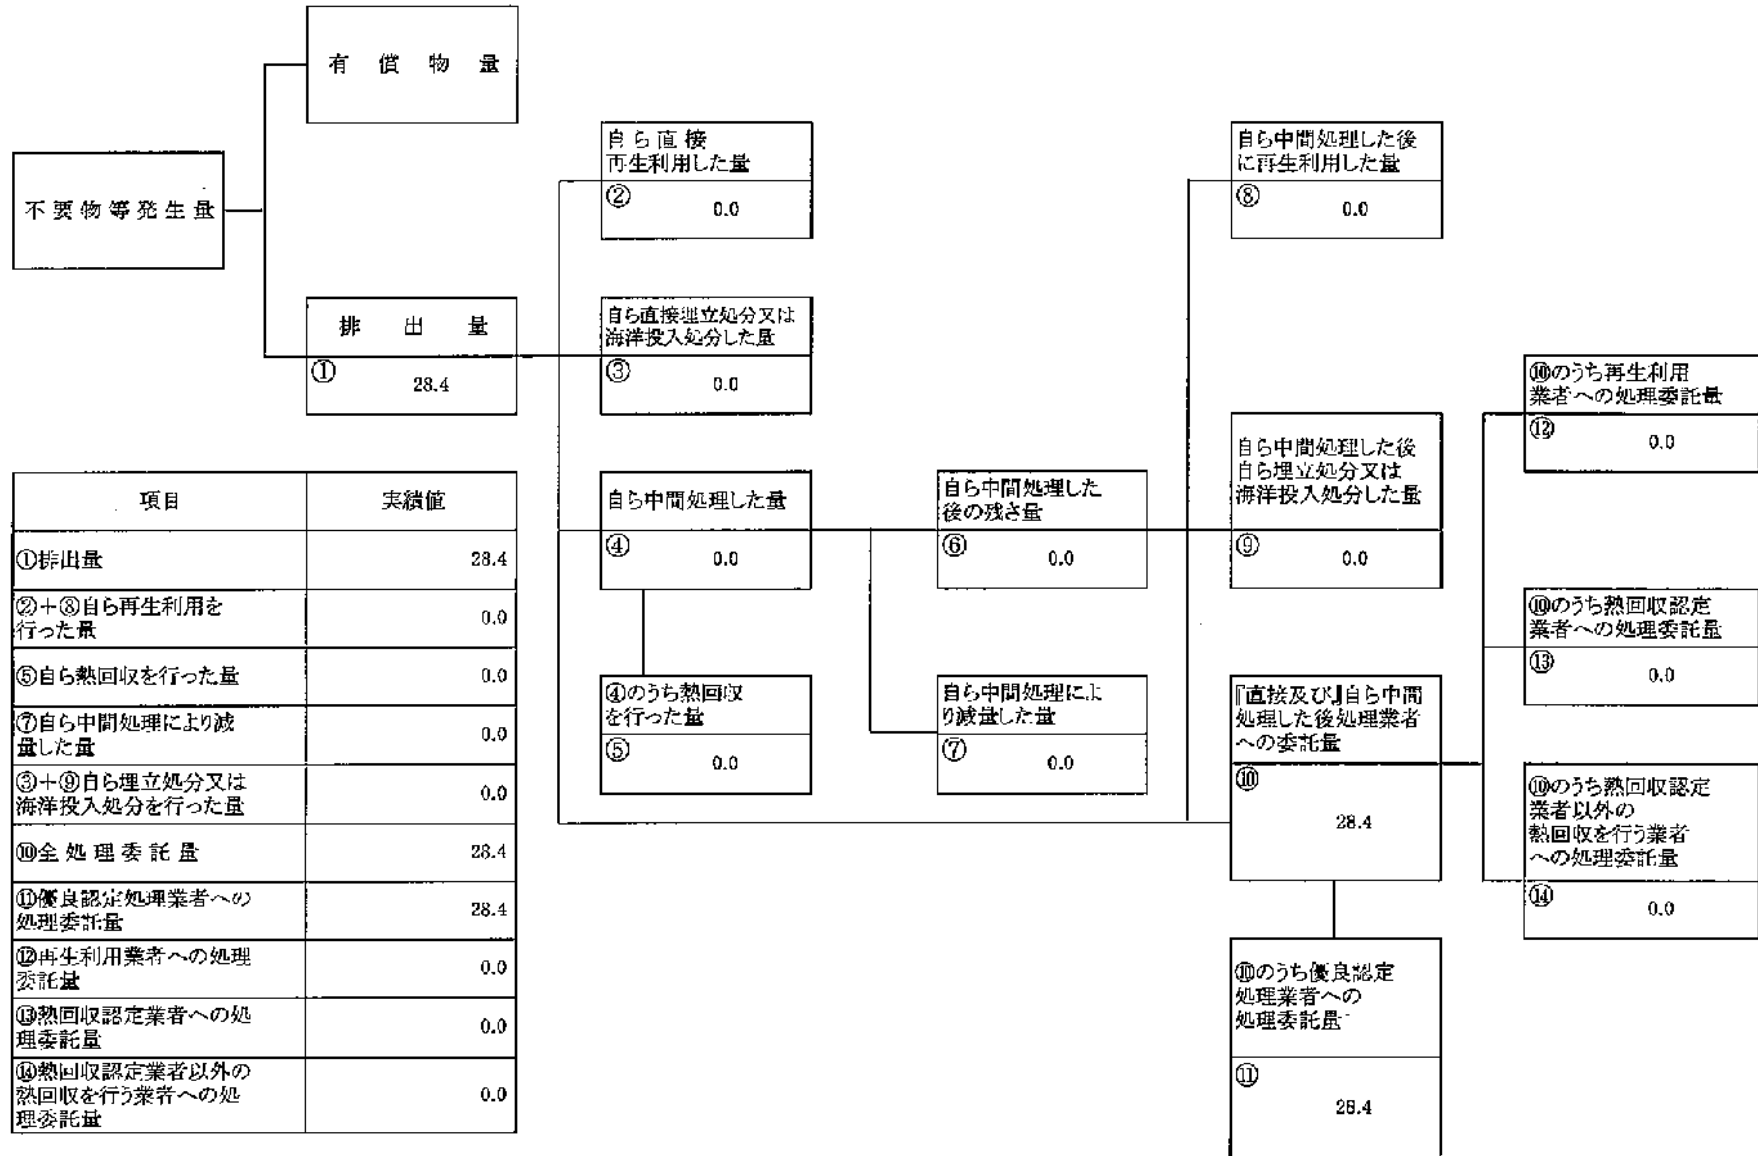 有償物量
不要物等発生量
排出量
①
28.4
自ら直接
再生利用した量
②
0.0
自ら直接埋立処分又は
海洋投入処分した量
③
0.0
自ら中間処理した量
④
0.0
④のうち熱回収
を行った量
⑤
0.0
自ら中間処理した
後の残さ量
⑥
0.0
自ら中間処理によ
り減量した量
⑦
0.0
自ら中間処理した後
に再生利用した量
⑧
0.0
自ら中間処理した後
自ら埋立処分又は
海洋投入処分した量
⑨
0.0
『直接及び』自ら中間
処理した後処理業者
への委託量
⑩
28.4
⑩のうち優良認定
処理業者への
処理委託量
⑪
28.4
⑩のうち再生利用
業者への処理委託量
⑫
0.0
⑩のうち熱回収認定
業者への処理委託量
⑬
0.0
⑩のうち熱回収認定
業者以外の
熱回収を行う業者
への処理委託量
⑭
0.0
項目 実績値
①排出量 28.4
②+⑧自ら再生利用を
行った量 0.0
⑤自ら熱回収を行った量 0.0
⑦自ら中間処理により減
量した量 0.0
③+⑨自ら埋立処分又は
海洋投入処分を行った量 0.0
⑩全処理委託量 28.4
⑪優良認定処理業者への
処理委託量 28.4
⑫再生利用業者への処理
委託量 0.0
⑬熱回収認定業者への処
理委託量 0.0
⑭熱回収認定業者以外の
熱回収を行う業者への処
理委託量 0.0